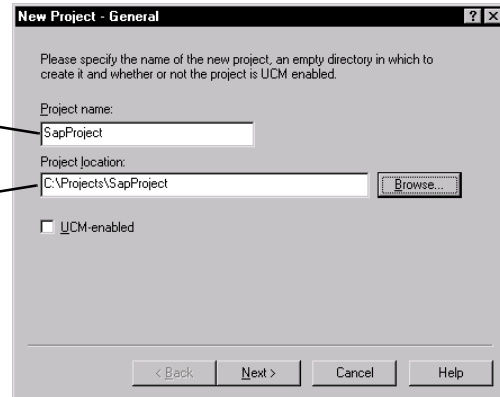 New Project - General
Please specify the name of the new project, an empty directory in which to
create it and whether or not the project is UCM enabled.
Project name:
SapProject
Project location:
C:\Projects\SapProject
Browse...
UCM-enabled
< Back
Next >
Cancel
Help